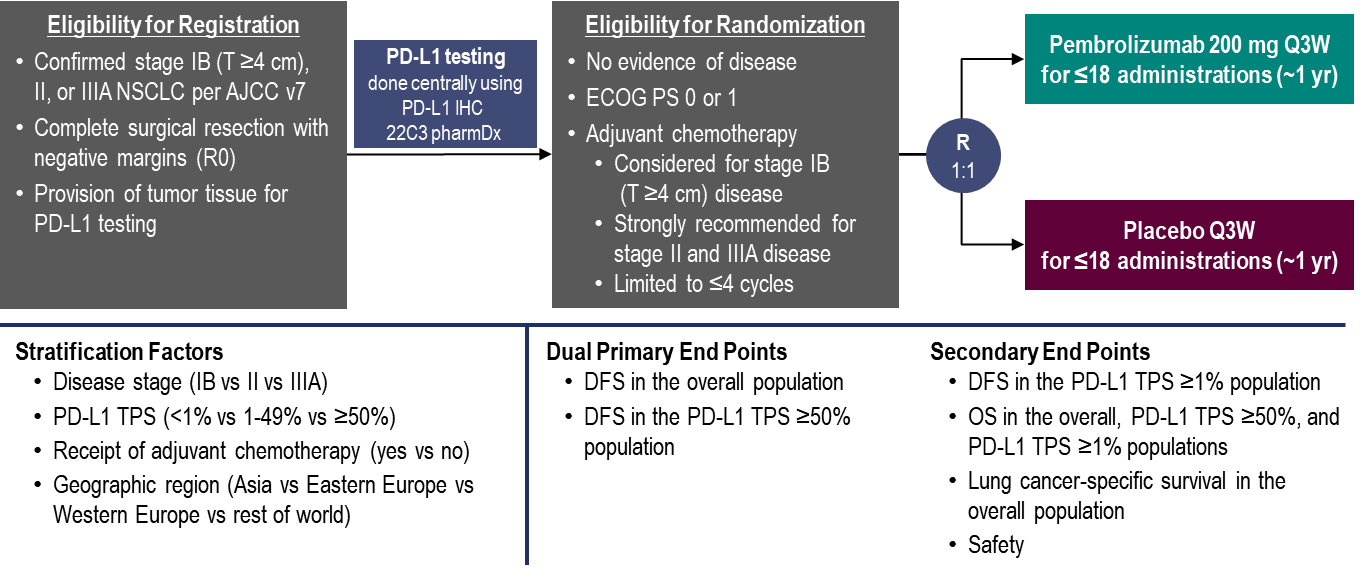 Eligibility for Registration
• Confirmed stage IB (T ≥4 cm),
II, or IIIA NSCLC per AJCC v7
• Complete surgical resection with
negative margins (R0)
• Provision of tumor tissue for
PD-L1 testing
PD-L1 testing
done centrally using
PD-L1 IHC
22C3 pharmDx
Eligibility for Randomization
• No evidence of disease
• ECOG PS 0 or 1
• Adjuvant chemotherapy
• Considered for stage IB
(T ≥4 cm) disease
• Strongly recommended for
stage II and IIIA disease
• Limited to ≤4 cycles
R
1:1
Pembrolizumab 200 mg Q3W
for ≤18 administrations (~1 yr)
Placebo Q3W
for ≤18 administrations (~1 yr)
Stratification Factors
• Disease stage (IB vs II vs IIIA)
• PD-L1 TPS (<1% vs 1-49% vs ≥50%)
• Receipt of adjuvant chemotherapy (yes vs no)
• Geographic region (Asia vs Eastern Europe vs
Western Europe vs rest of world)
Dual Primary End Points
• DFS in the overall population
• DFS in the PD-L1 TPS ≥50%
population
Secondary End Points
• DFS in the PD-L1 TPS ≥1% population
• OS in the overall, PD-L1 TPS ≥50%, and
PD-L1 TPS ≥1% populations
• Lung cancer-specific survival in the
overall population
• Safety